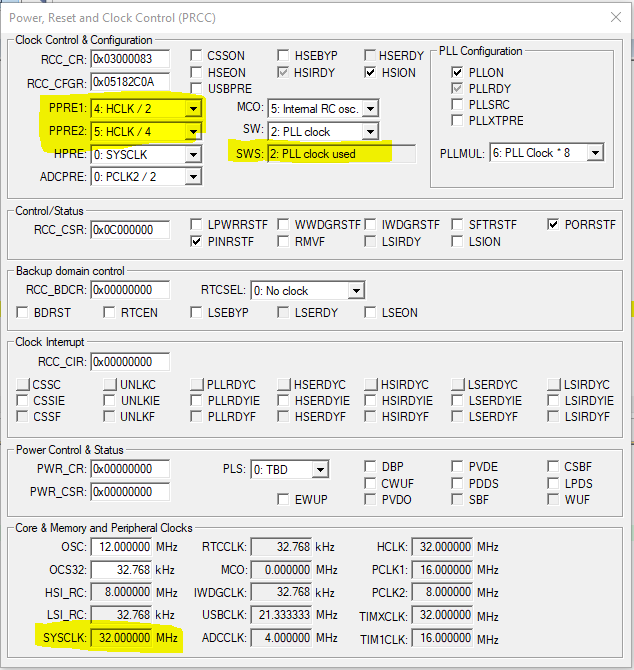 Power, Reset and Clock Control (PRCC)
Clock Control & Configuration
RCC_CR: 0x03000083 CSSON HSEBYP HSERDY PLL Configuration
RCC_CFGR: 0x05182C0A HSEON HSIRDY HSION PLLON
USBPRE PLLRDY
PPRE1: 4: HCLK / 2 MCO: 5: Internal RC osc. PLLSRC
PPRE2: 5: HCLK / 4 SW: 2: PLL clock PLLXTPRE
HPRE: 0: SYSCLK SWS: 2: PLL clock used PLLMUL: 6: PLL Clock * 8
ADCPRE: 0: PCLK2 / 2
Control/Status
RCC_CSR: 0x0C000000 LPWRRSTF WWDGRSTF IWDGRSTF SFTRSTF PORRSTF
PINRSTF RMVF LSIRDY LSION
Backup domain control
RCC_BDCR: 0x00000000 RTCSEL: 0: No clock
BDRST RTCEN LSEBYP LSERDY LSEON
Clock Interrupt
RCC_CIR: 0x00000000
CSSC UNLKC PLLRDYC HSERDYC HSIRDYC LSERDYC LSIRDYC
CSSIE UNLKIE PLLRDYIE HSERDYIE HSIRDYIE LSERDYIE LSIRDYIE
CSSF UNLKF PLLRDYF HSERDYF HSIRDYF LSERDYF LSIRDYF
Power Control & Status
PWR_CR: 0x00000000 PLS: 0: TBD DBP PVDE CSBF
CWUF PDDS LPDS
PWR_CSR: 0x00000000 EWUP PVDO SBF WUF
Core & Memory and Peripheral Clocks
OSC: 12.000000 MHz RTCCLK: 32.768 kHz HCLK: 32.000000 MHz
OCS32: 32.768 kHz MCO: 0.000000 MHz PCLK1: 16.000000 MHz
HSI_RC: 8.000000 MHz IWDGCLK: 32.768 kHz PCLK2: 8.000000 MHz
LSI_RC: 32.768 kHz USBCLK: 21.333333 MHz TIMXCLK: 32.000000 MHz
SYSCLK: 32.000000 MHz ADCCLK: 4.000000 MHz TIM1CLK: 16.000000 MHz